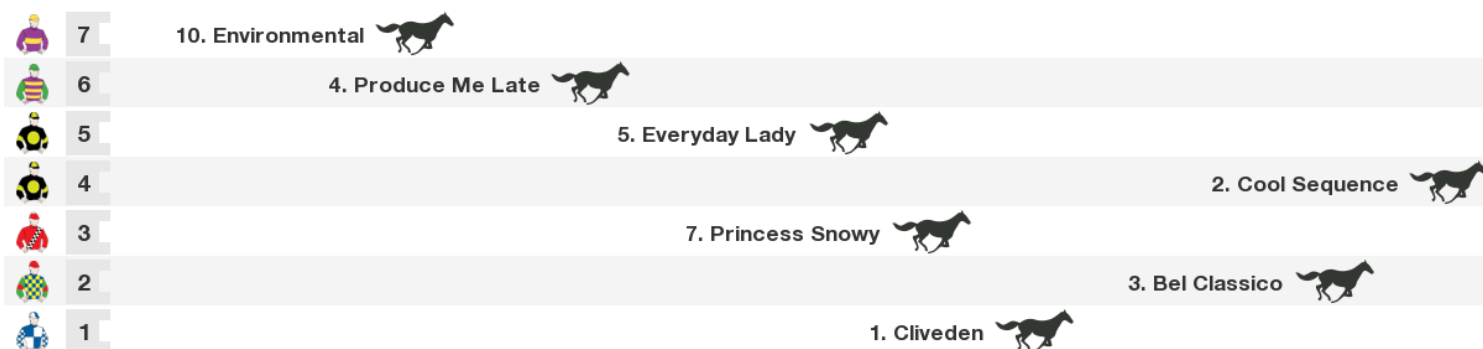 7 10. Environmental
6 4. Produce Me Late
5 5. Everyday Lady
4 2. Cool Sequence
3 7. Princess Snowy
2 3. Bel Classico
1 1. Cliveden